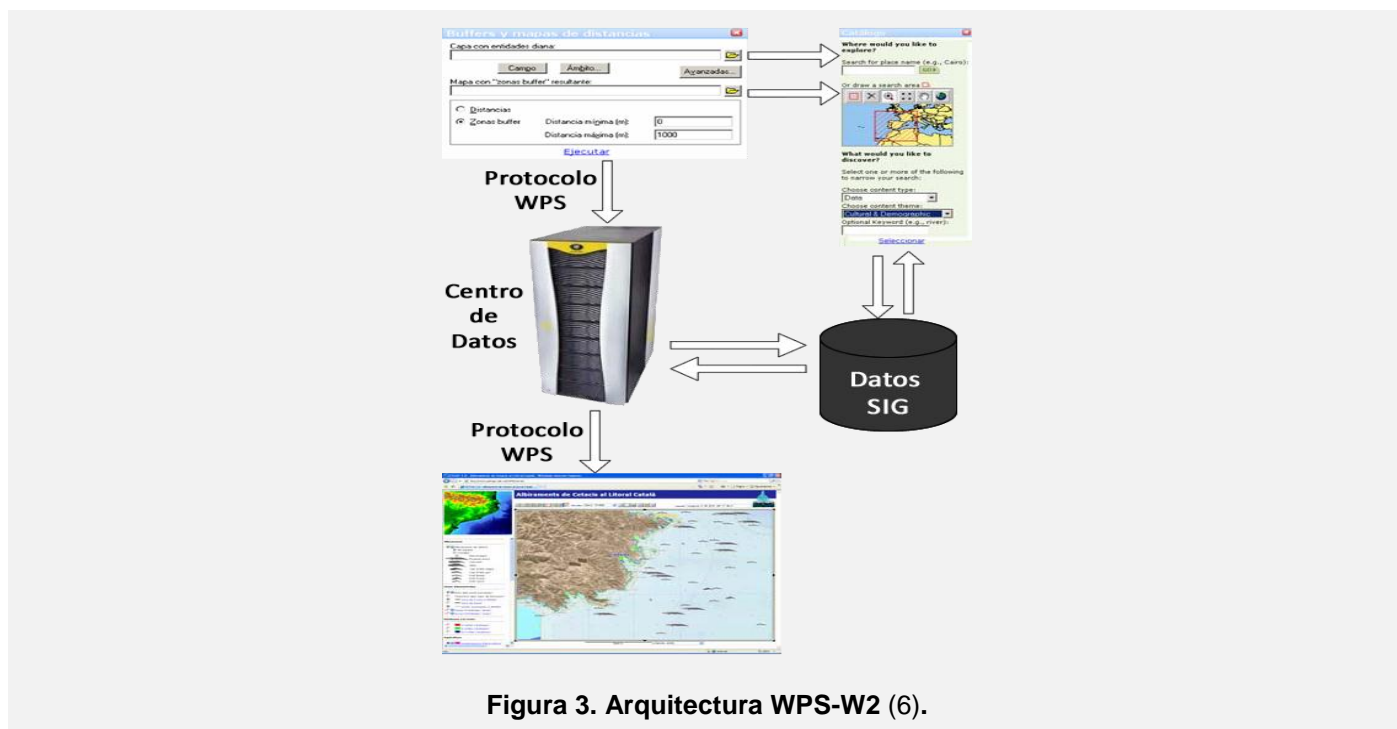 Buffers y mapas de distancias
Capa con entidades diana:
Campo
Ámbito...
Avanzadas...
Mapa con "zonas buffer" resultante:
Distancias
Zonas buffer
Distancia mínima (m):
0
Distancia máxima (m):
1000
Ejecutar
Catálogo
Where would you like to
explore?
Search for place name (e.g., Cairo):
GO
Or draw a search area
What would you like to
discover?
Select one or more of the following
to narrow your search:
Choose content type:
Data
Choose content theme:
Cultural & Demographic
Optional Keyword (e.g., river):
Seleccionar
Protocolo
WPS
Centro
de
Datos
Datos
SIG
Protocolo
WPS
Albiraments de Cetacis al Litoral Català
Figura 3. Arquitectura WPS-W2 (6).